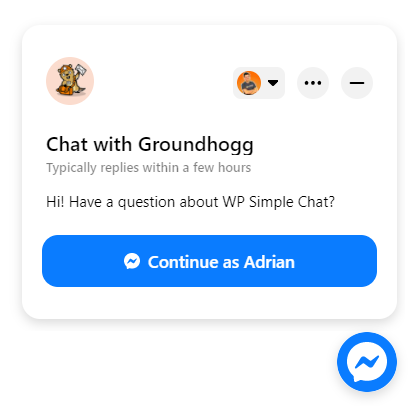 Chat with Groundhogg
Typically replies within a few hours
Hi! Have a question about WP Simple Chat?
Continue as Adrian